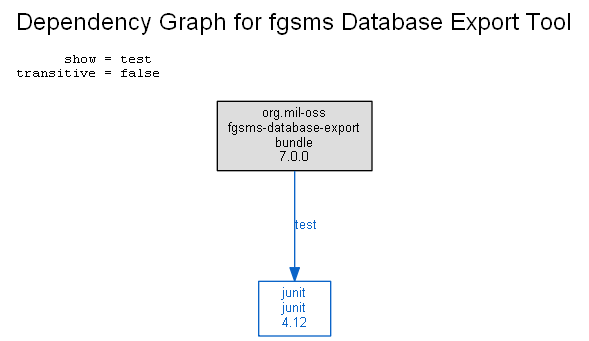 Dependency Graph for fgsms Database Export Tool
show = test
transitive = false
org.mil-oss
fgsms-database-export
bundle
7.0.0
test
junit
junit
4.12